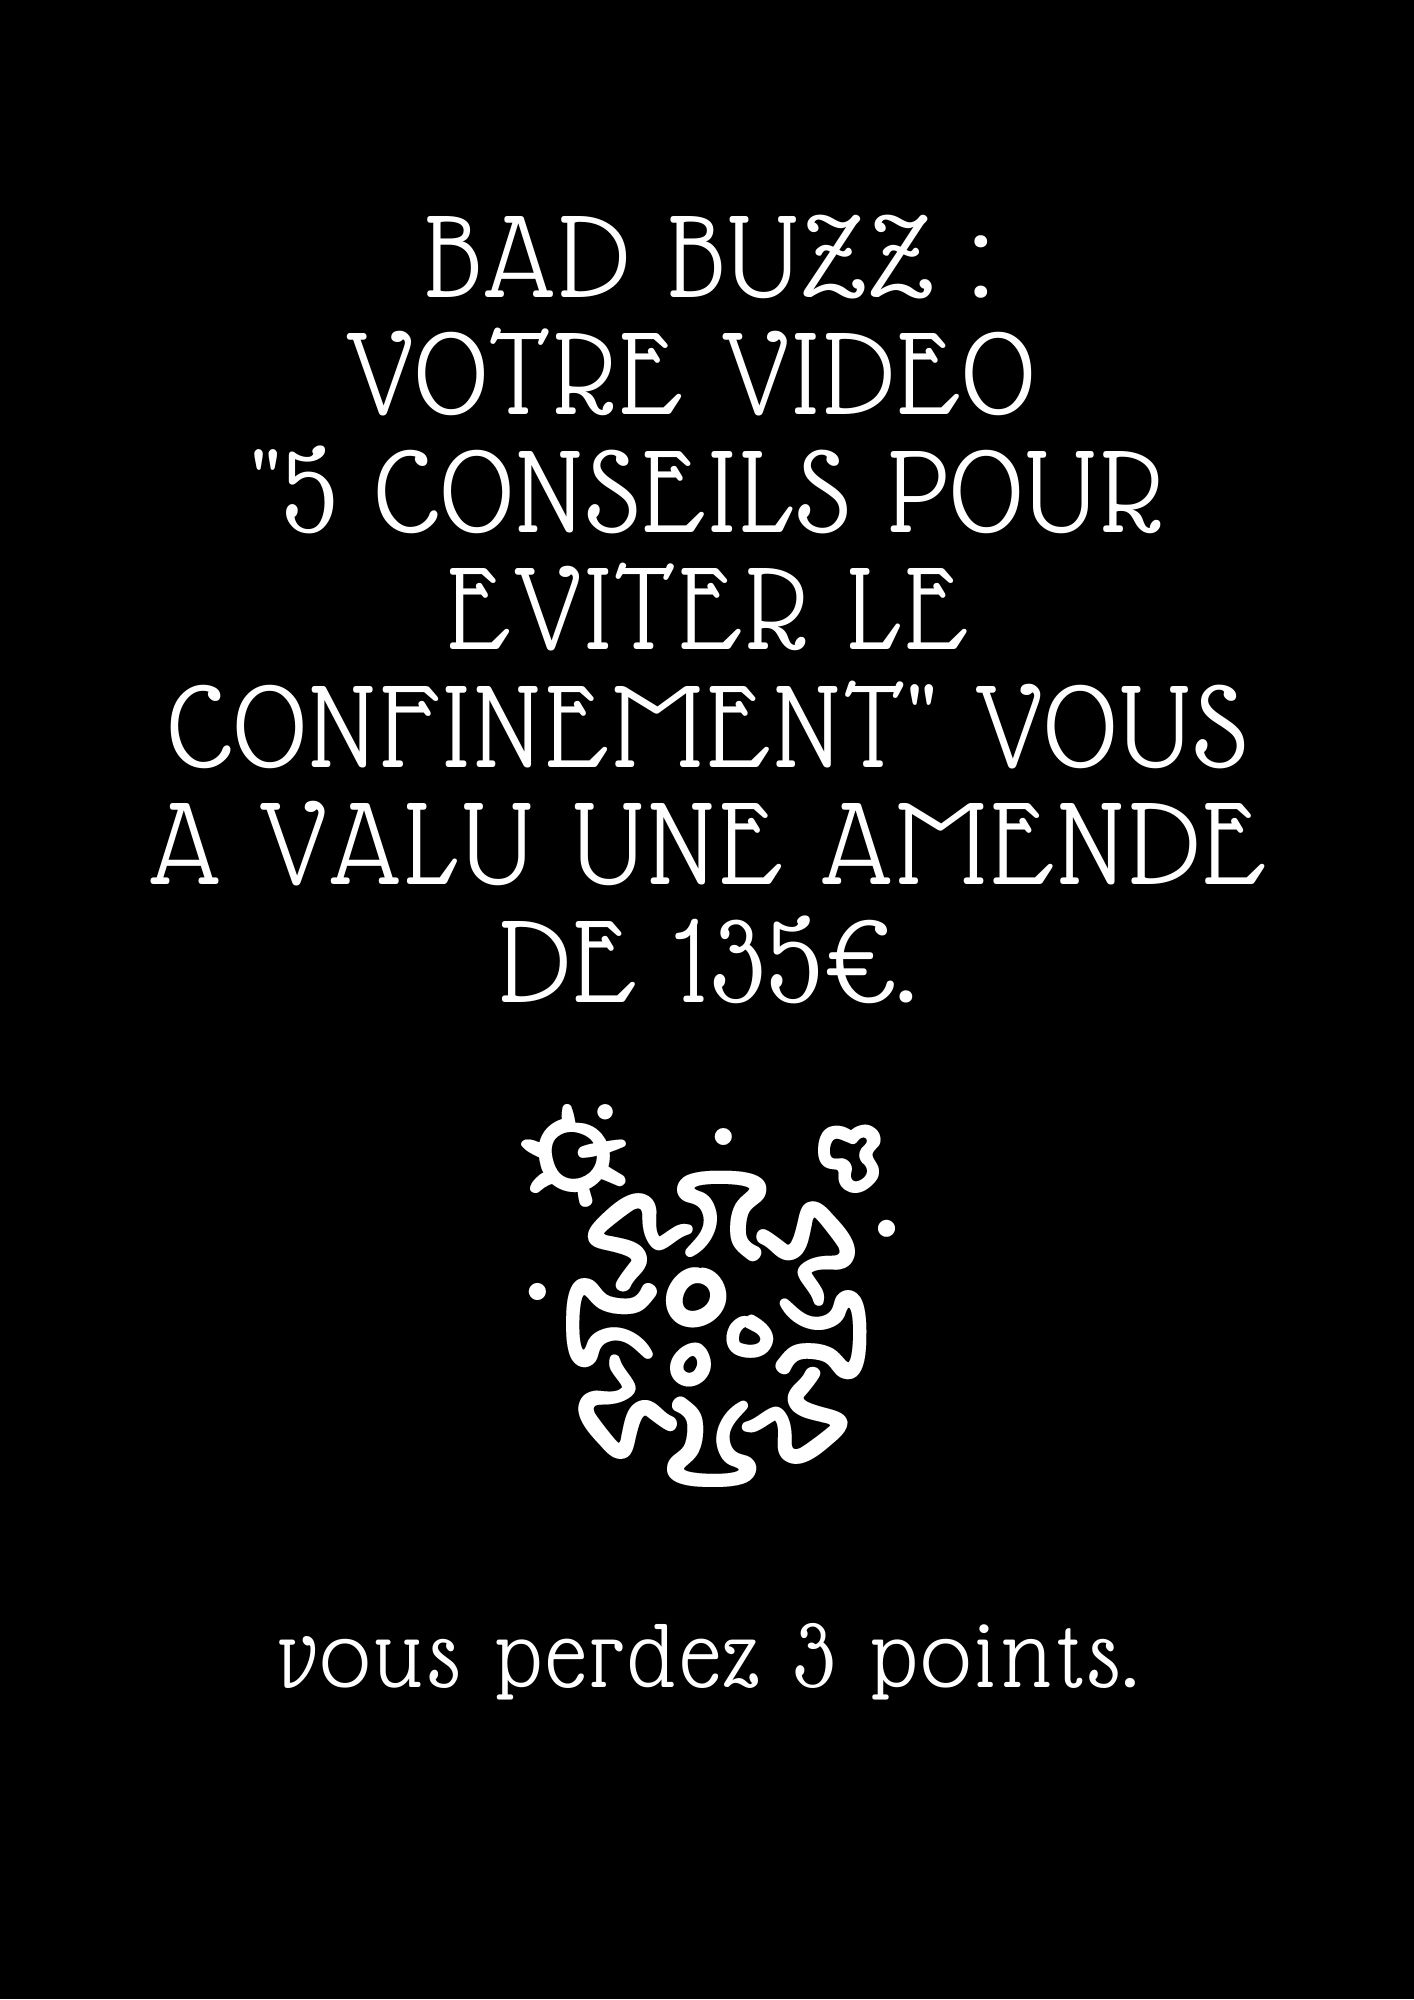 BAD BUZZ :
VOTRE VIDEO
"5 CONSEILS POUR
EVITER LE
CONFINEMENT" VOUS
A VALU UNE AMENDE
DE 135€.
vous perdez 3 points.